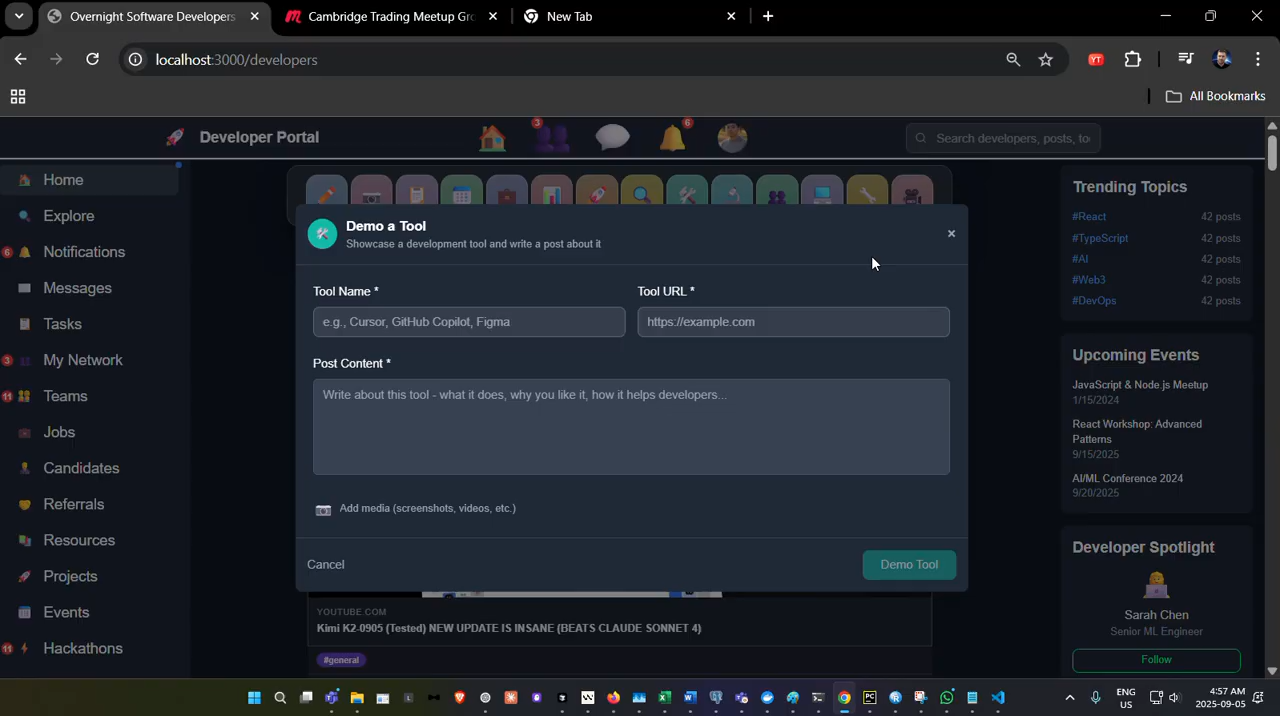 Overnight Software Developers
Cambridge Trading Meetup Gro
New Tab
localhost:3000/developers
YT
All Bookmarks
Developer Portal
3
6
Search developers, posts, to
Home
Explore
6
Notifications
Messages
Tasks
3
My Network
11
Teams
Jobs
Candidates
Referrals
Resources
Projects
Events
11
Hackathons
Demo a Tool
Showcase a development tool and write a post about it
×
Tool Name *
Tool URL *
e.g., Cursor, GitHub Copilot, Figma
https://example.com
Post Content *
Write about this tool - what it does, why you like it, how it helps developers...
Add media (screenshots, videos, etc.)
Cancel
Demo Tool
YOUTUBE.COM
Kimi K2-0905 (Tested) NEW UPDATE IS INSANE (BEATS CLAUDE SONNET 4)
#general
Trending Topics
#React
42 posts
#TypeScript
42 posts
#AI
42 posts
#Web3
42 posts
#DevOps
42 posts
Upcoming Events
JavaScript & Node.js Meetup
1/15/2024
React Workshop: Advanced
Patterns
9/15/2025
AI/ML Conference 2024
9/20/2025
Developer Spotlight
Sarah Chen
Senior ML Engineer
Follow
ENG
US
4:57 AM
2025-09-05